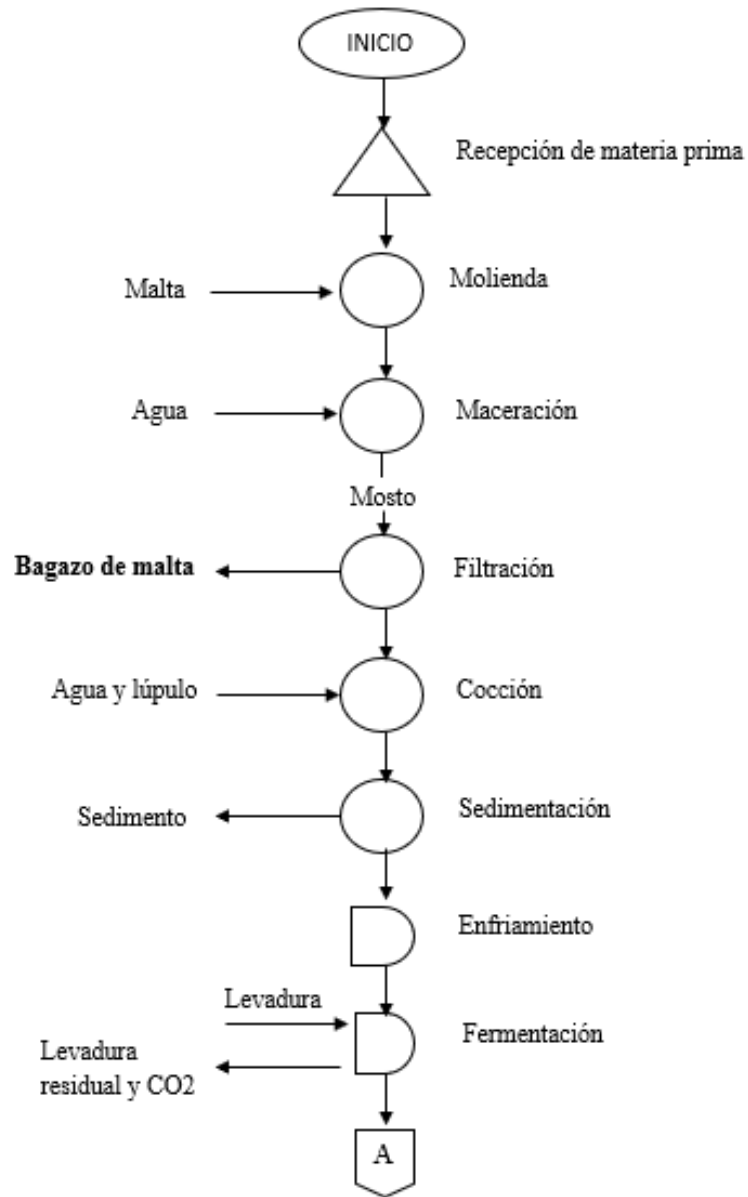 INICIO
Recepción de materia prima
Malta
Molienda
Agua
Maceración
Mosto
Bagazo de malta
Filtración
Agua y lúpulo
Cocción
Sedimento
Sedimentación
Enfriamiento
Levadura
Fermentación
Levadura
residual y CO2
A